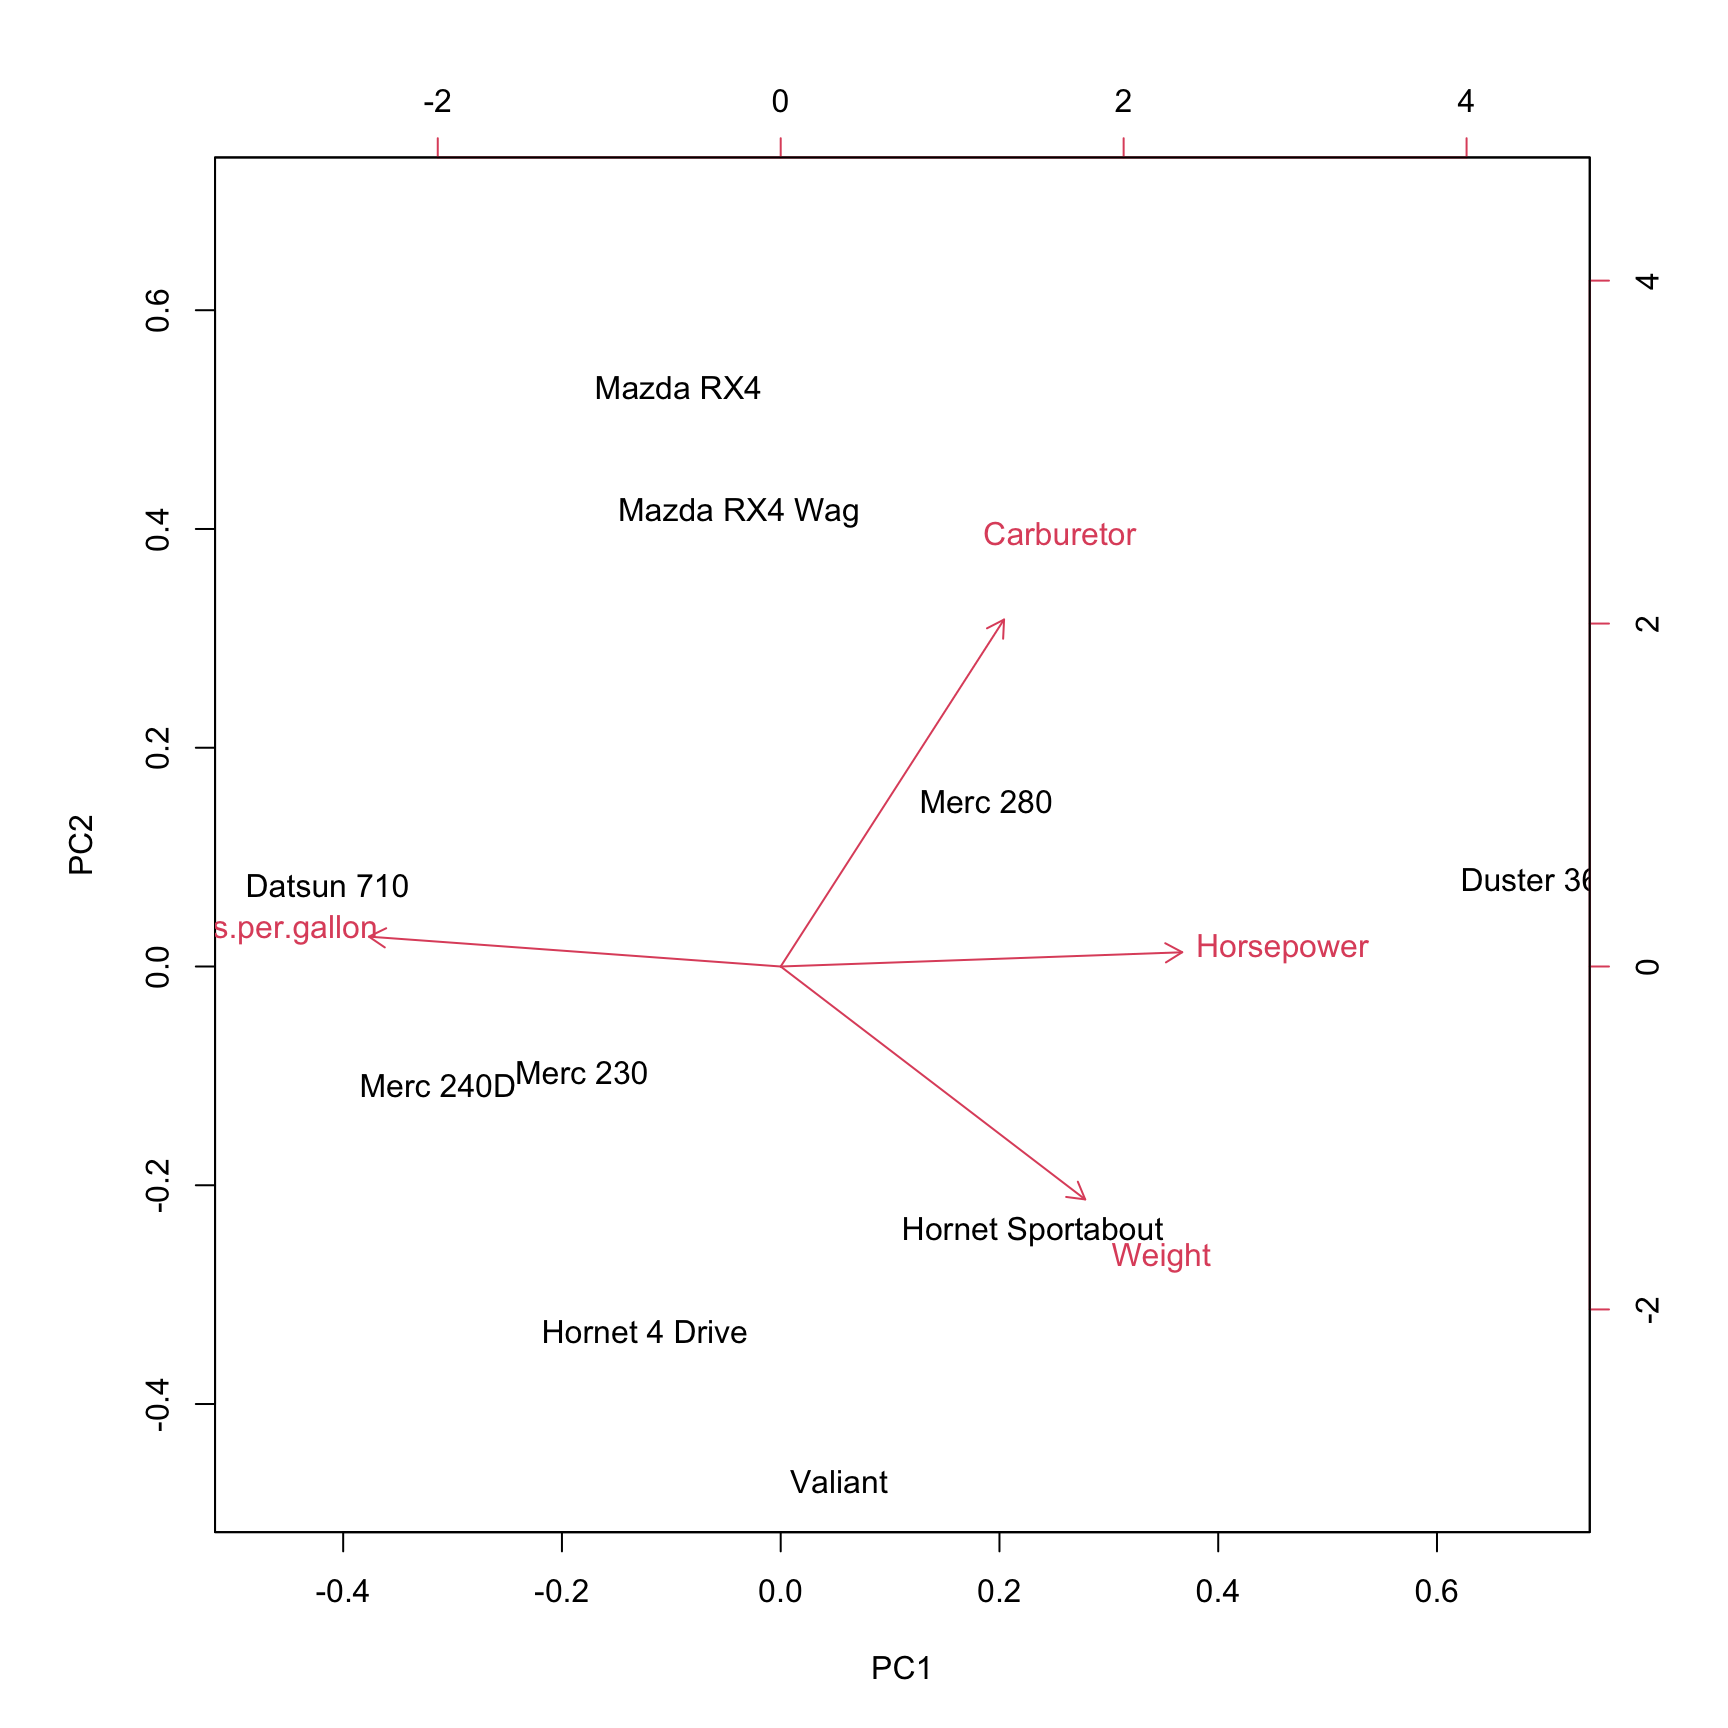 -2 0 2 4
0.6
4
Mazda RX4
Mazda RX4 Wag
0.4
Carburetor
2
0.2
Merc 280
PC2
Datsun 710
Duster 36
s.per.gallon
Horsepower
0.0
0
Merc 240D
Merc 230
-0.2
Hornet Sportabout
Weight
-2
Hornet 4 Drive
-0.4
Valiant
-0.4 -0.2 0.0 0.2 0.4 0.6
PC1